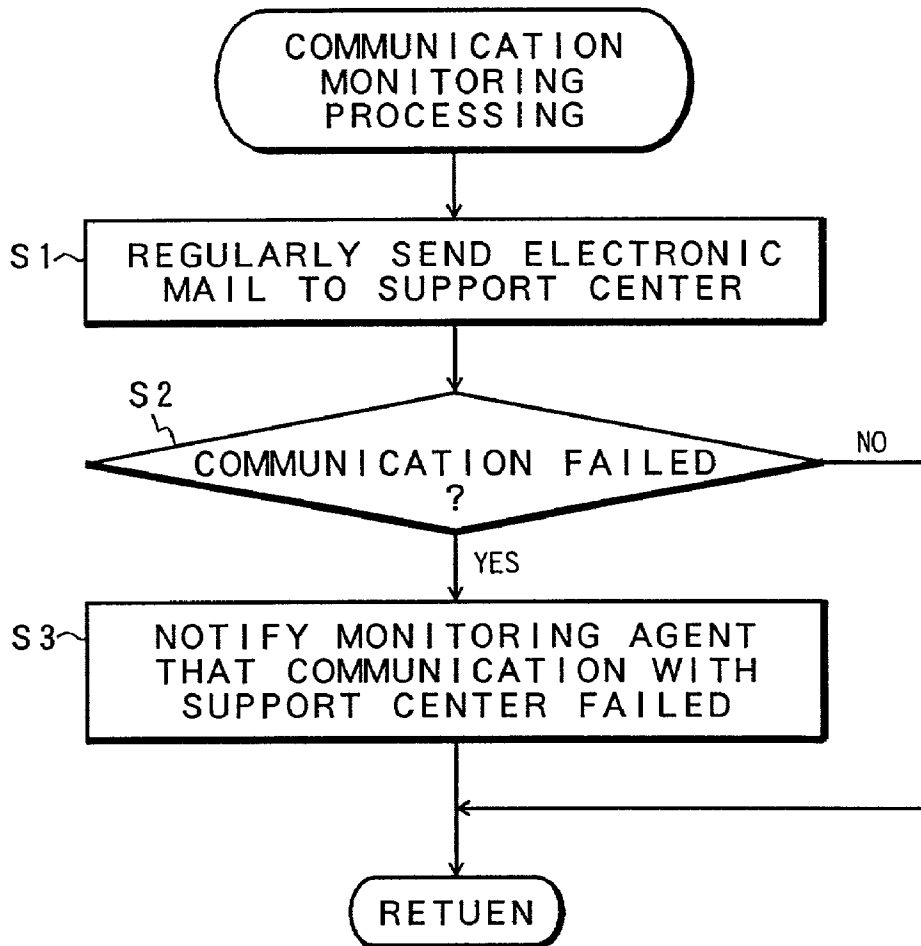 COMMUNICATION
MONITORING
PROCESSING
S1
REGULARLY SEND ELECTRONIC
MAIL TO SUPPORT CENTER
S2
COMMUNICATION FAILED
?
NO
YES
S3
NOTIFY MONITORING AGENT
THAT COMMUNICATION WITH
SUPPORT CENTER FAILED
RETUEN